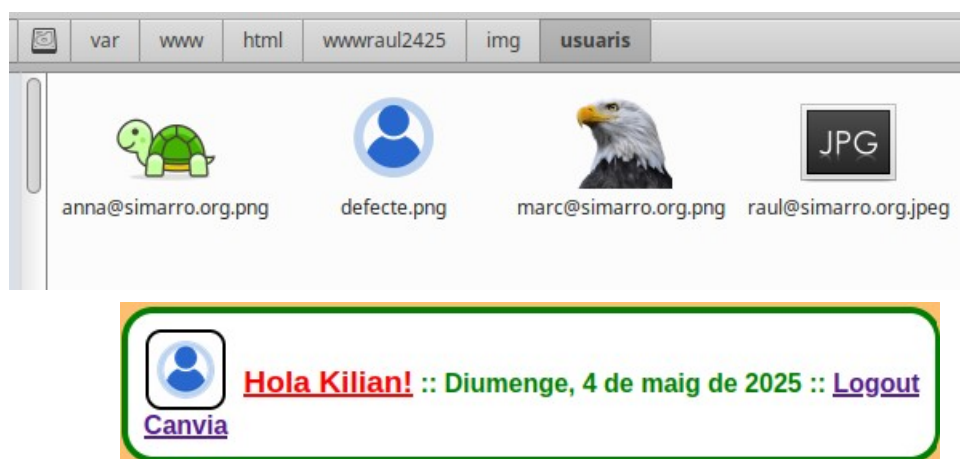 var www html wwwraul2425 img usuaris
JPG
anna@simarro.org.png defecte.png marc@simarro.org.png raul@simarro.org.jpeg
Hola Kilian! :: Diumenge, 4 de maig de 2025 :: Logout
Canvia